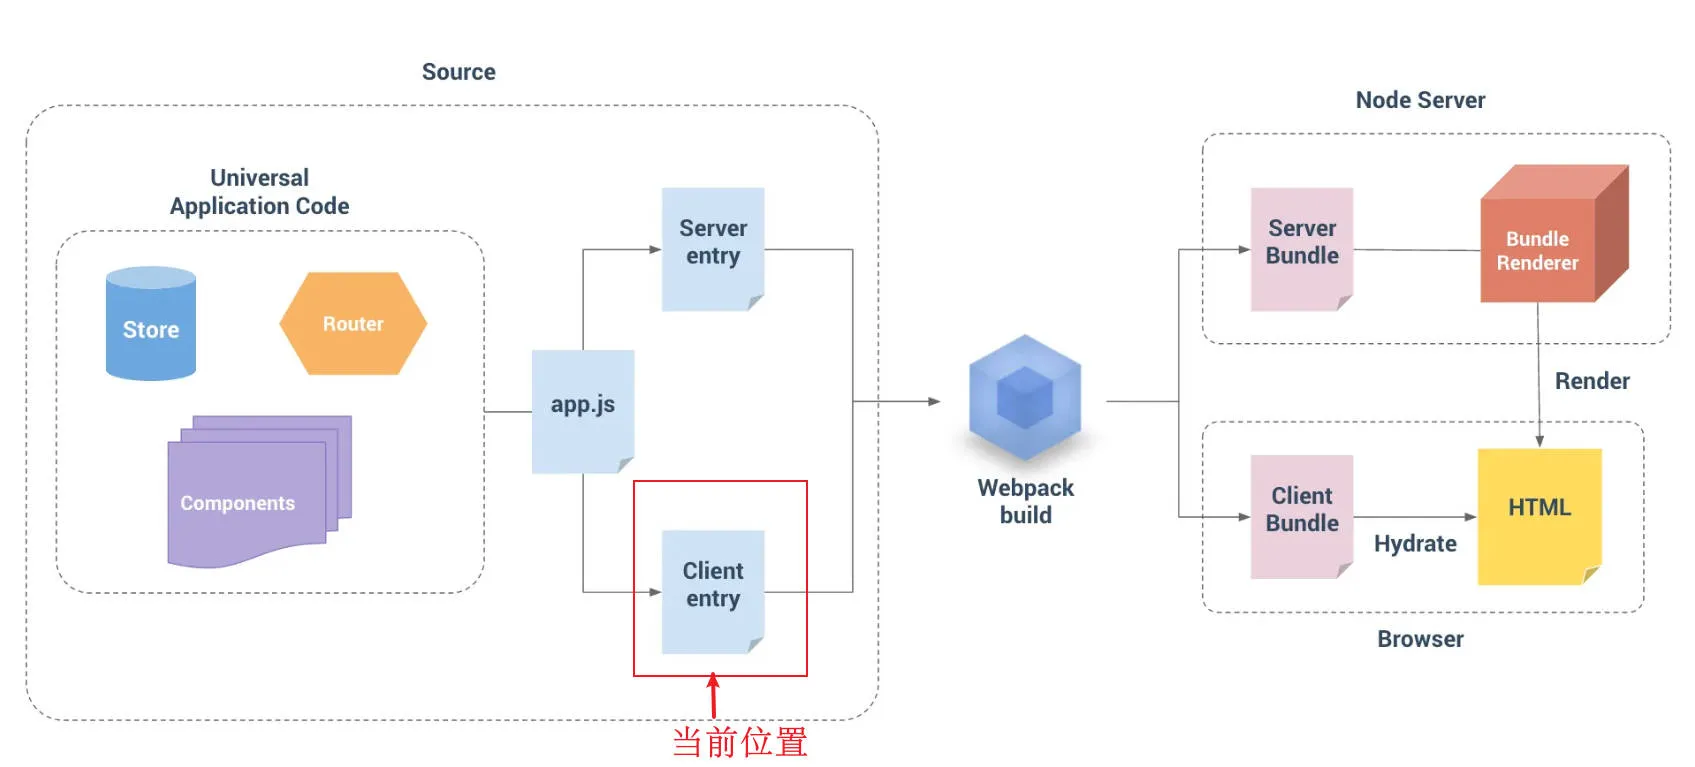 Source
Universal
Application Code
Store
Router
Components
app.js
Server
entry
Client
entry
当前位置
Webpack
build
Node Server
Server
Bundle
Bundle
Renderer
Render
Client
Bundle
Hydrate
HTML
Browser